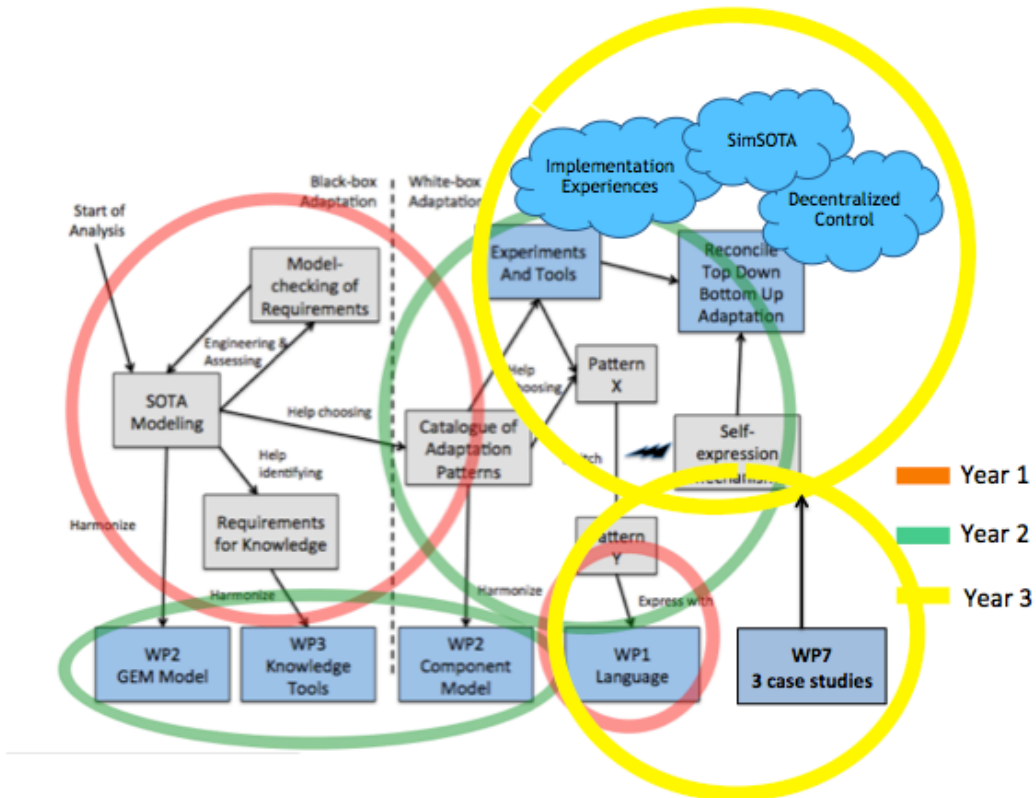 Implementation
Experiences
SimSOTA
Decentralized
Control
Black-box
Adaptation
White-box
Adaptation
Start of
Analysis
Model-
checking of
Requirements
Experiments
And Tools
Reconcile
Top Down
Bottom Up
Adaptation
Engineering &
Assessing
SOTA
Modeling
Help choosing
Help
choosing
Pattern
X
Catalogue of
Adaptation
Patterns
Self-
expression
Help
identifying
Harmonize
Requirements
for Knowledge
Pattern
Y
Harmonize
Harmonize
Express with
WP2
GEM Model
WP3
Knowledge
Tools
WP2
Component
Model
WP1
Language
WP7
3 case studies
Year 1
Year 2
Year 3